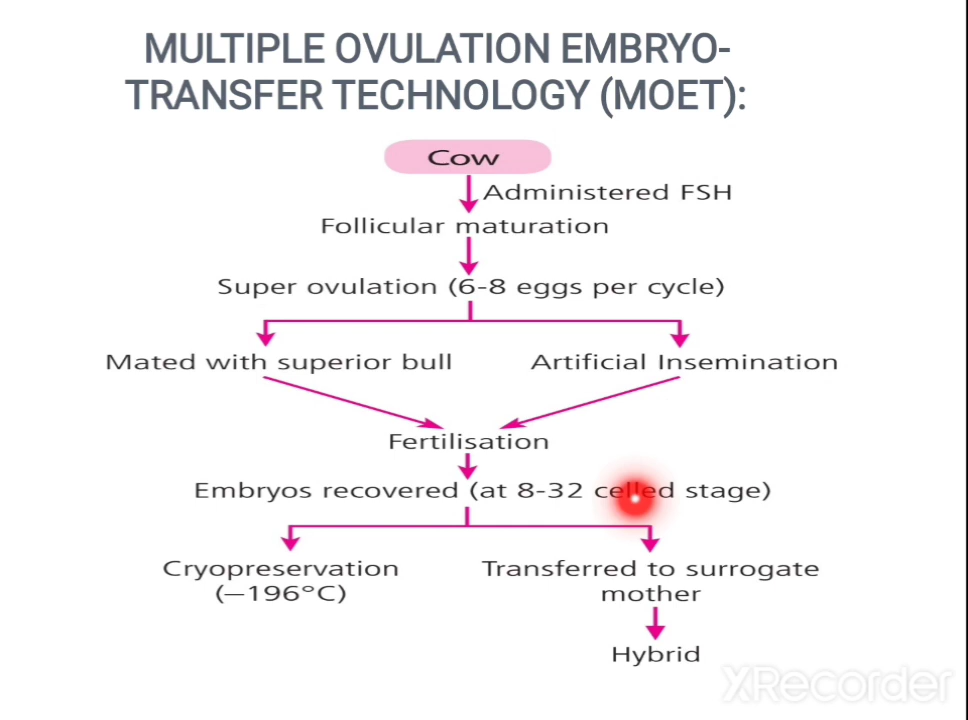 MULTIPLE OVULATION EMBRYO-
TRANSFER TECHNOLOGY (MOET):
Cow
Administered FSH
Follicular maturation
Super ovulation (6-8 eggs per cycle)
Mated with superior bull
Artificial Insemination
Fertilisation
Embryos recovered (at 8-32 celled stage)
Cryopreservation
(–196°C)
Transferred to surrogate
mother
Hybrid
XRecorder